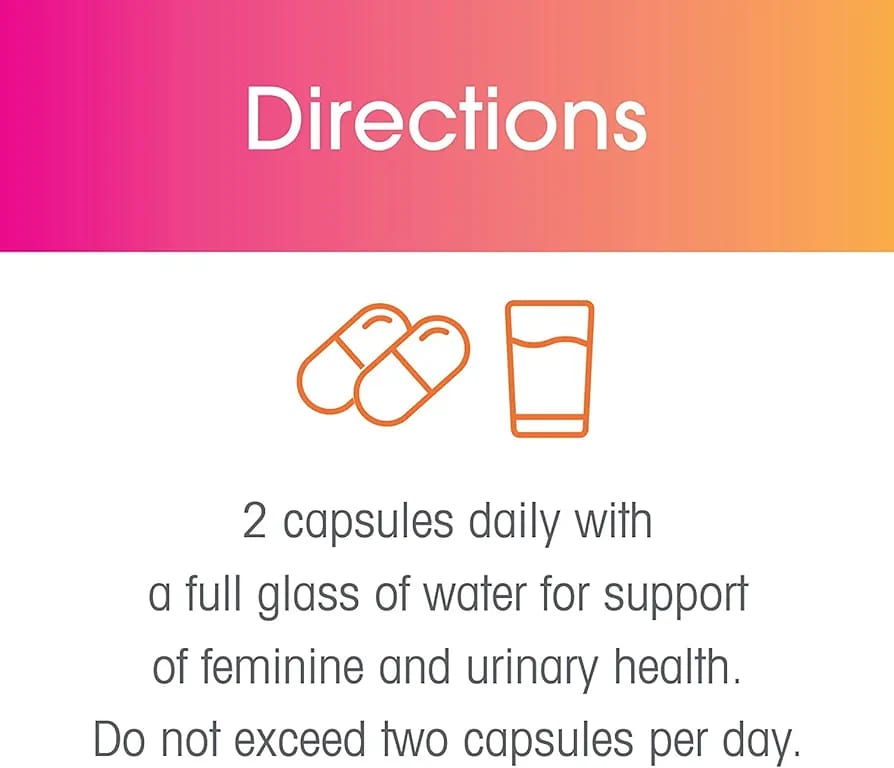 Directions
2 capsules daily with
a full glass of water for support
of feminine and urinary health.
Do not exceed two capsules per day.